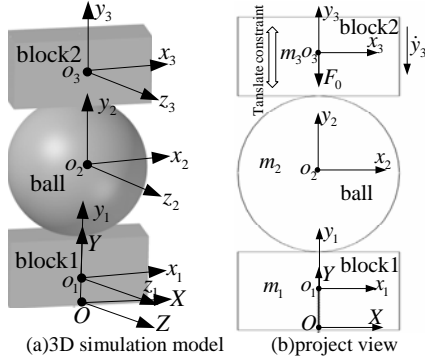 y3
block2
x3
o3
z3
y2
x2
o2
z2
ball
y1
block1
Y
x1
o1
z1
X
O
Z
(a)3D simulation model
Tanslate constraint
y3
x3
m3
o3
F0
ẏ3
y2
m2
x2
o2
ball
y1
block1
Y
m1
o1
x1
X
O
block2
(b)project view